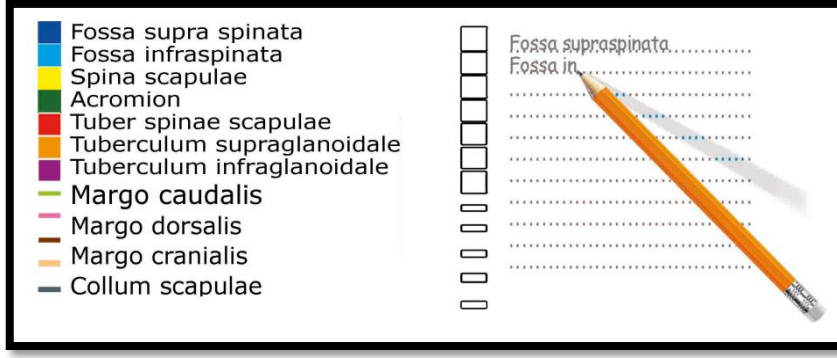 Fossa supra spinata
Fossa infraspinata
Spina scapulae
Acromion
Tuber spinae scapulae
Tuberculum supraglanoidale
Tuberculum infraglanoidale
Margo caudalis
Margo dorsalis
Margo cranialis
Collum scapulae
Fossa supraspinata
Fossa in